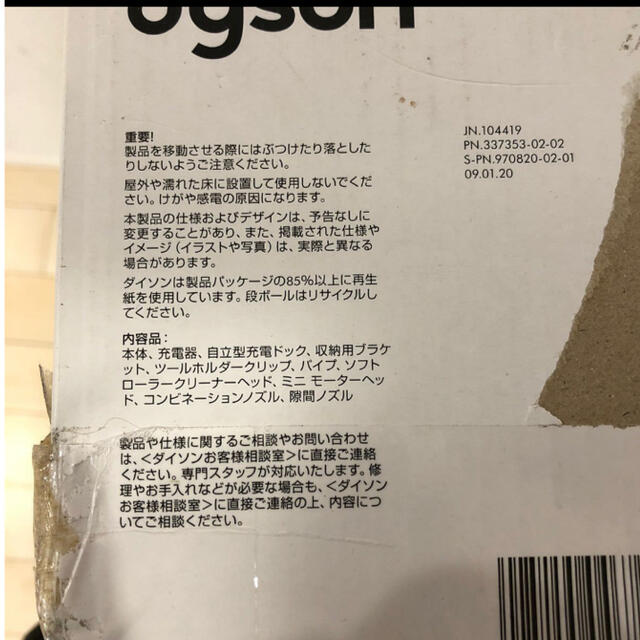 dyson
重要!
製品を移動させる際にはぶつけたり落とした
りしないようご注意ください。
屋外や濡れた床に設置して使用しないでくだ
さい。けがや感電の原因になります。
本製品の仕様およびデザインは、予告なしに
変更することがあり、また、掲載された仕様や
イメージ（イラストや写真）は、実際と異なる
場合があります。
ダイソンは製品パッケージの85%以上に再生
紙を使用しています。段ボールはリサイクルし
てください。
内容品：
本体、充電器、自立型充電ドック、収納用ブラケ
ット、ツールホルダークリップ、パイプ、ソフト
ローラークリーナーヘッド、ミニ モーターヘッ
ド、コンビネーションノズル、隙間ノズル
製品や仕様に関するご相談やお問い合わせ
は、＜ダイソンお客様相談室＞に直接ご連絡
ください。専門スタッフが対応いたします。修
理やお手入れなどが必要な場合も、＜ダイソン
お客様相談室＞に直接ご連絡の上、内容につ
いてご相談ください。
JN.104419
PN.337353-02-02
S-PN.970820-02-01
09.01.20